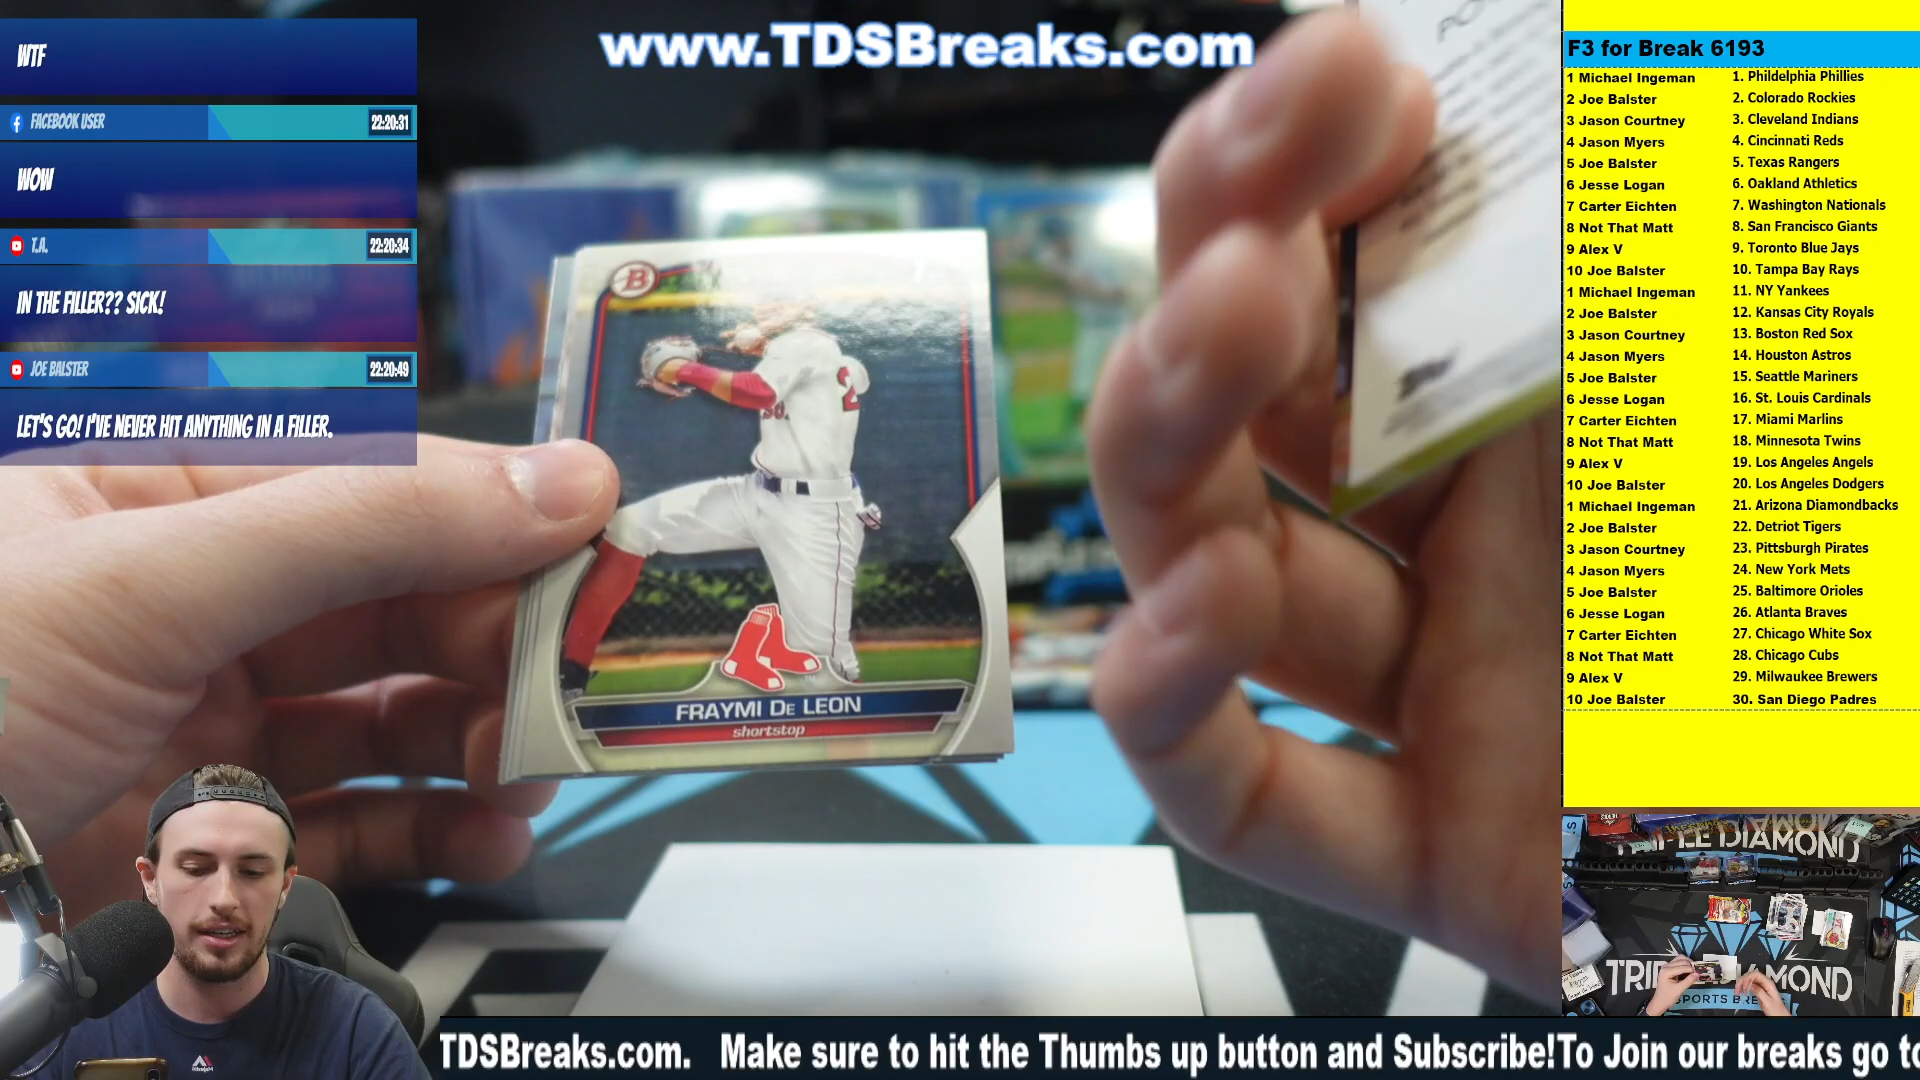 www.TDSBreaks.com
WTF
FACEBOOK USER 22:20:31
WOW
T.A. 22:20:34
IN THE FILLER?? SICK!
JOE BALSTER 22:20:49
LET'S GO! I'VE NEVER HIT ANYTHING IN A FILLER.
B
2
FRAYMI DE LEON
shortstop
F3 for Break 6193
1 Michael Ingeman 1. Phildelphia Phillies
2 Joe Balster 2. Colorado Rockies
3 Jason Courtney 3. Cleveland Indians
4 Jason Myers 4. Cincinnati Reds
5 Joe Balster 5. Texas Rangers
6 Jesse Logan 6. Oakland Athletics
7 Carter Eichten 7. Washington Nationals
8 Not That Matt 8. San Francisco Giants
9 Alex V 9. Toronto Blue Jays
10 Joe Balster 10. Tampa Bay Rays
1 Michael Ingeman 11. NY Yankees
2 Joe Balster 12. Kansas City Royals
3 Jason Courtney 13. Boston Red Sox
4 Jason Myers 14. Houston Astros
5 Joe Balster 15. Seattle Mariners
6 Jesse Logan 16. St. Louis Cardinals
7 Carter Eichten 17. Miami Marlins
8 Not That Matt 18. Minnesota Twins
9 Alex V 19. Los Angeles Angels
10 Joe Balster 20. Los Angeles Dodgers
1 Michael Ingeman 21. Arizona Diamondbacks
2 Joe Balster 22. Detriot Tigers
3 Jason Courtney 23. Pittsburgh Pirates
4 Jason Myers 24. New York Mets
5 Joe Balster 25. Baltimore Orioles
6 Jesse Logan 26. Atlanta Braves
7 Carter Eichten 27. Chicago White Sox
8 Not That Matt 28. Chicago Cubs
9 Alex V 29. Milwaukee Brewers
10 Joe Balster 30. San Diego Padres
TDSBreaks.com. Make sure to hit the Thumbs up button and Subscribe!To Join our breaks go to